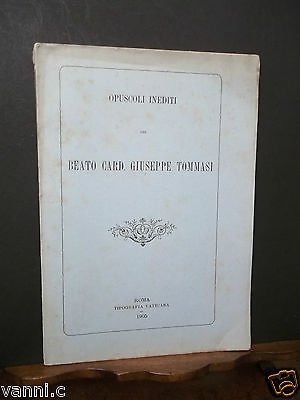 OPUSCOLI INEDITI
DEL
BEATO CARD. GIUSEPPE TOMMASI
ROMA
TIPOGRAFIA VATICANA
1905
vanni.c